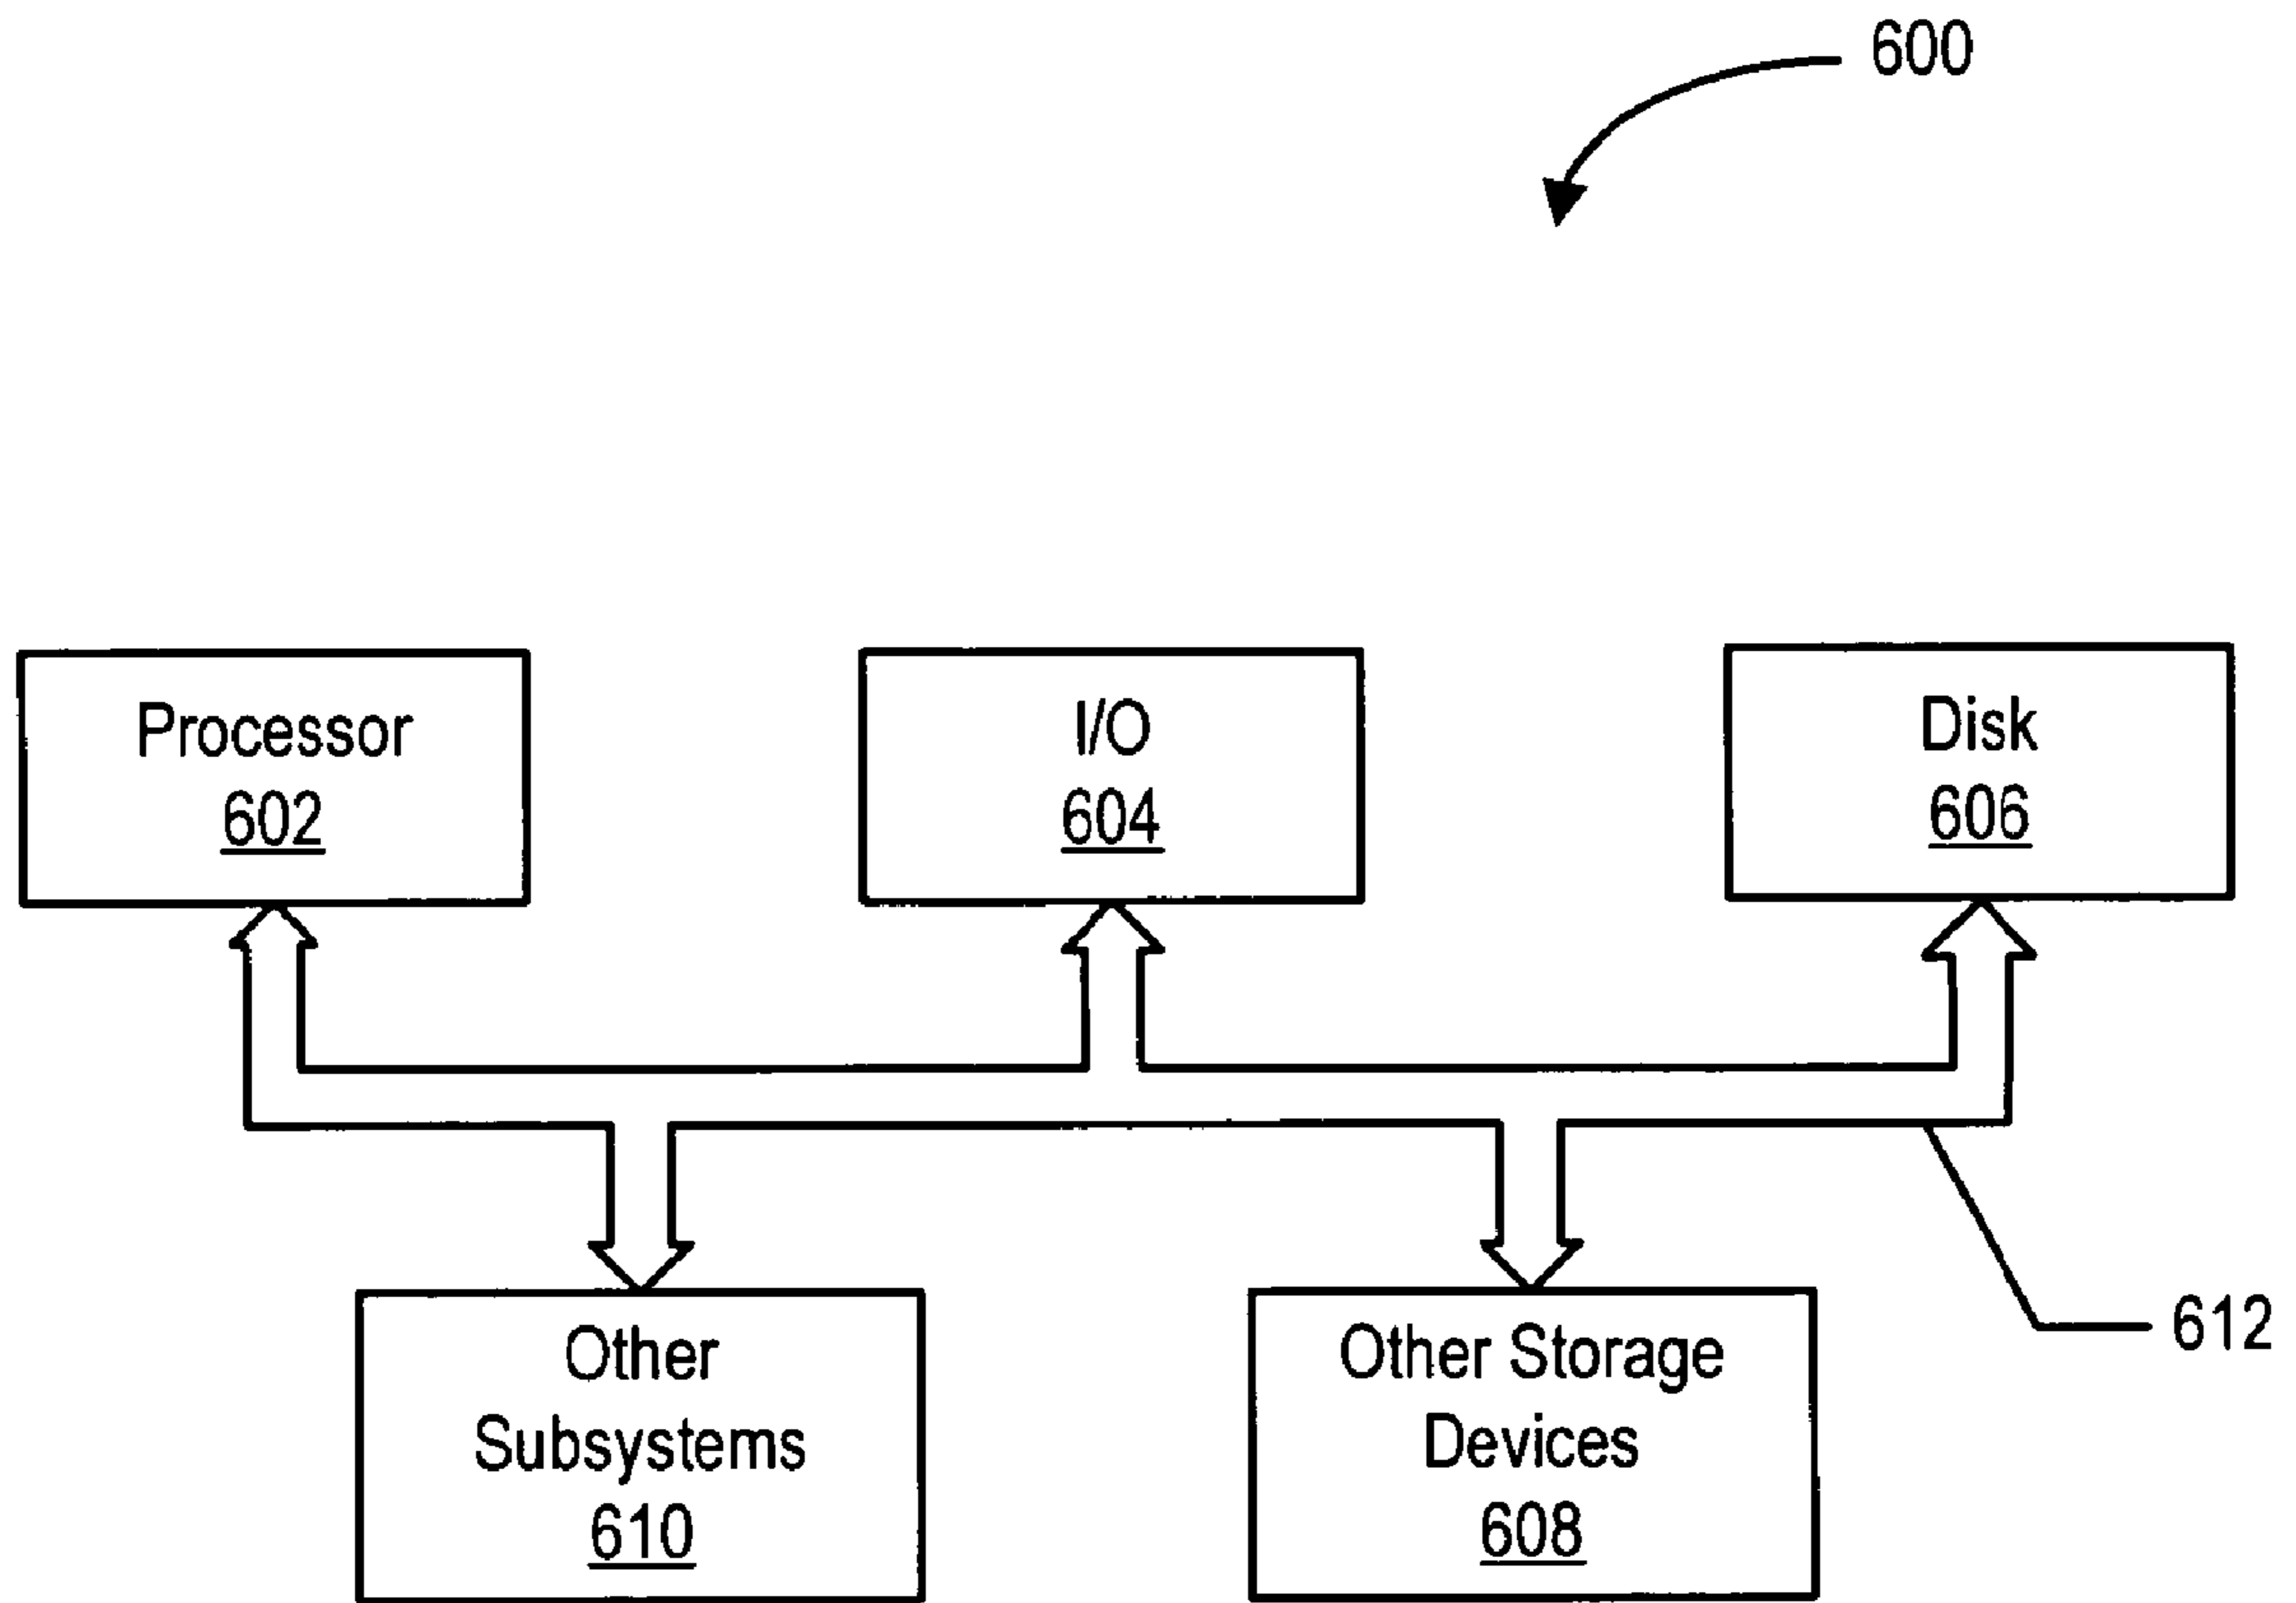 600
Processor
602
I/O
604
Disk
606
Other
Subsystems
610
Other Storage
Devices
608
612